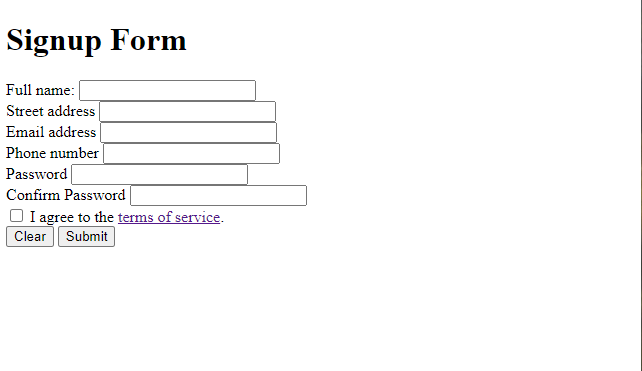 Signup Form
Full name:
Street address
Email address
Phone number
Password
Confirm Password
I agree to the terms of service.
Clear Submit